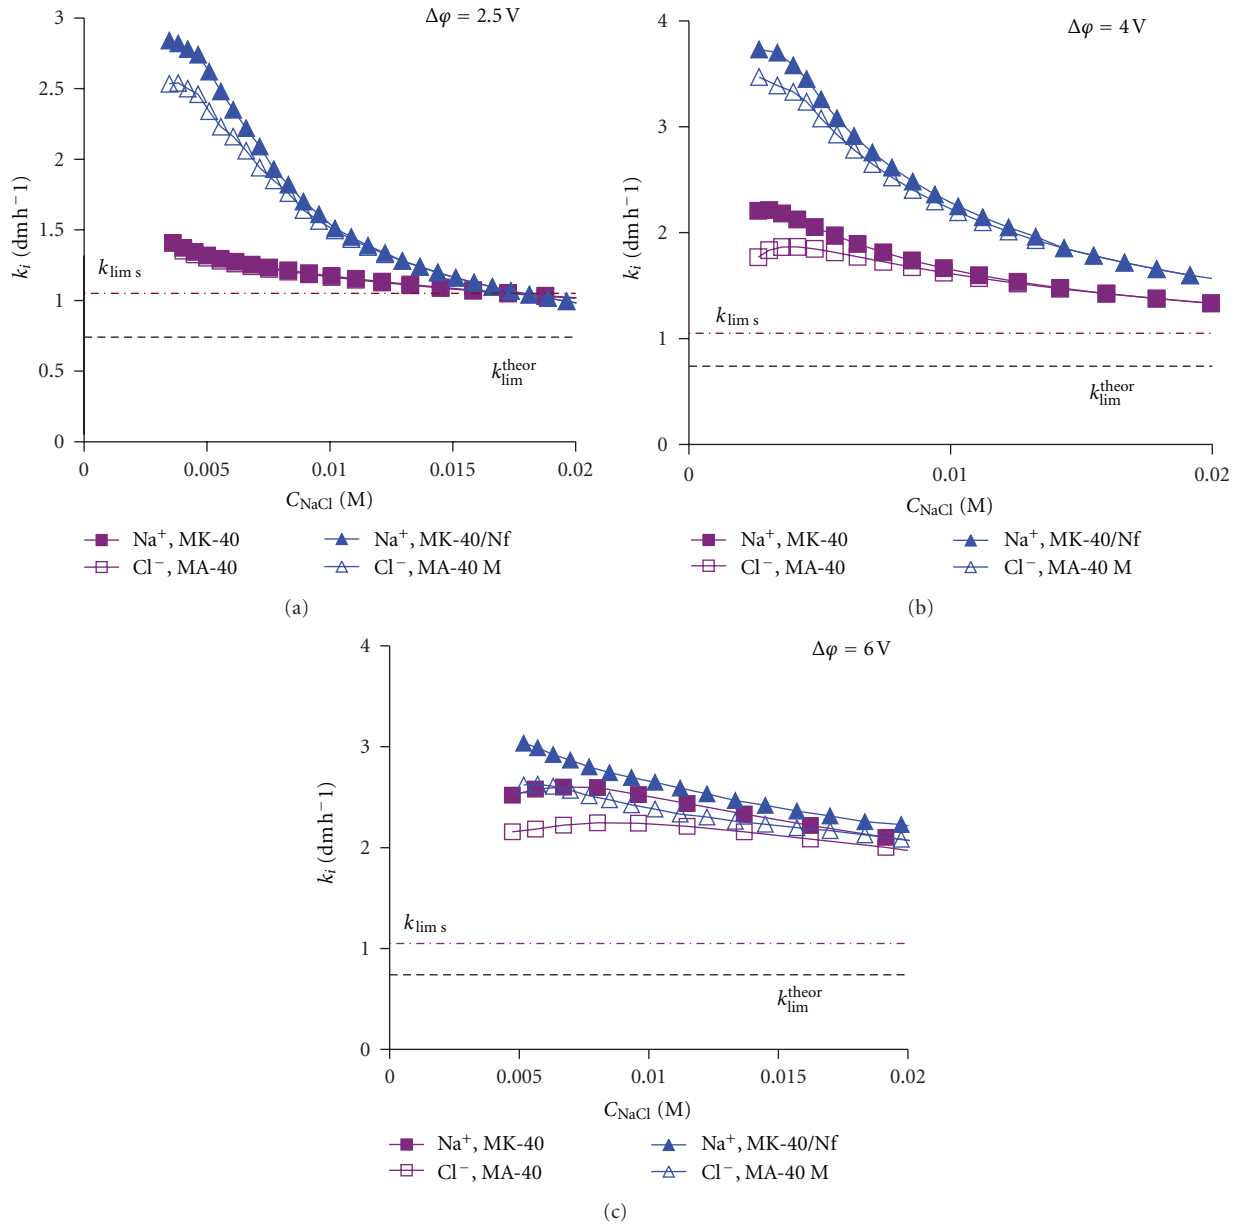 Δφ = 2.5 V
3
2.5
2
1.5
1
0.5
0
k_i (dm h−1)
k_lim s
k_lim^theor
0
0.005
0.01
0.015
0.02
C_NaCl (M)
Na⁺, MK-40
Na⁺, MK-40/Nf
Cl⁻, MA-40
Cl⁻, MA-40 M
(a)
Δφ = 4 V
4
3
2
1
0
k_i (dm h−1)
k_lim s
k_lim^theor
0
0.01
0.02
C_NaCl (M)
Na⁺, MK-40
Na⁺, MK-40/Nf
Cl⁻, MA-40
Cl⁻, MA-40 M
(b)
Δφ = 6 V
4
3
2
1
0
k_i (dm h−1)
k_lim s
k_lim^theor
0
0.005
0.01
0.015
0.02
C_NaCl (M)
Na⁺, MK-40
Na⁺, MK-40/Nf
Cl⁻, MA-40
Cl⁻, MA-40 M
(c)